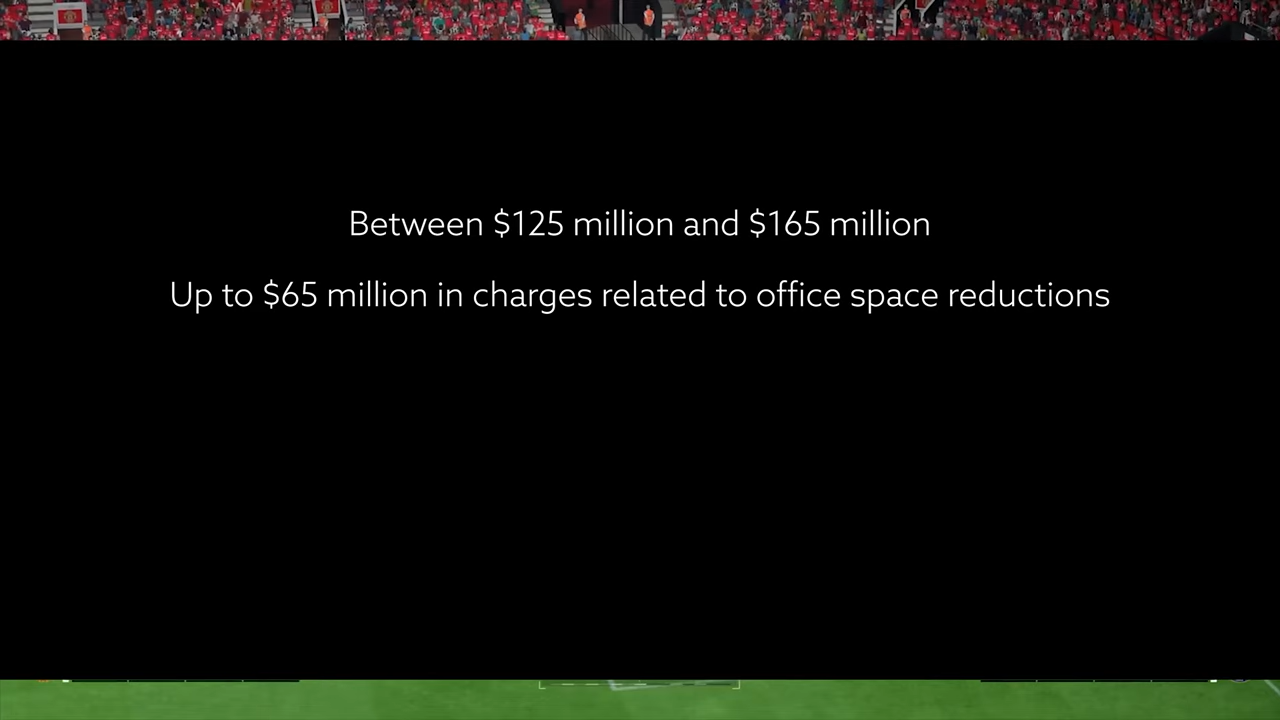 Between $125 million and $165 million
Up to $65 million in charges related to office space reductions